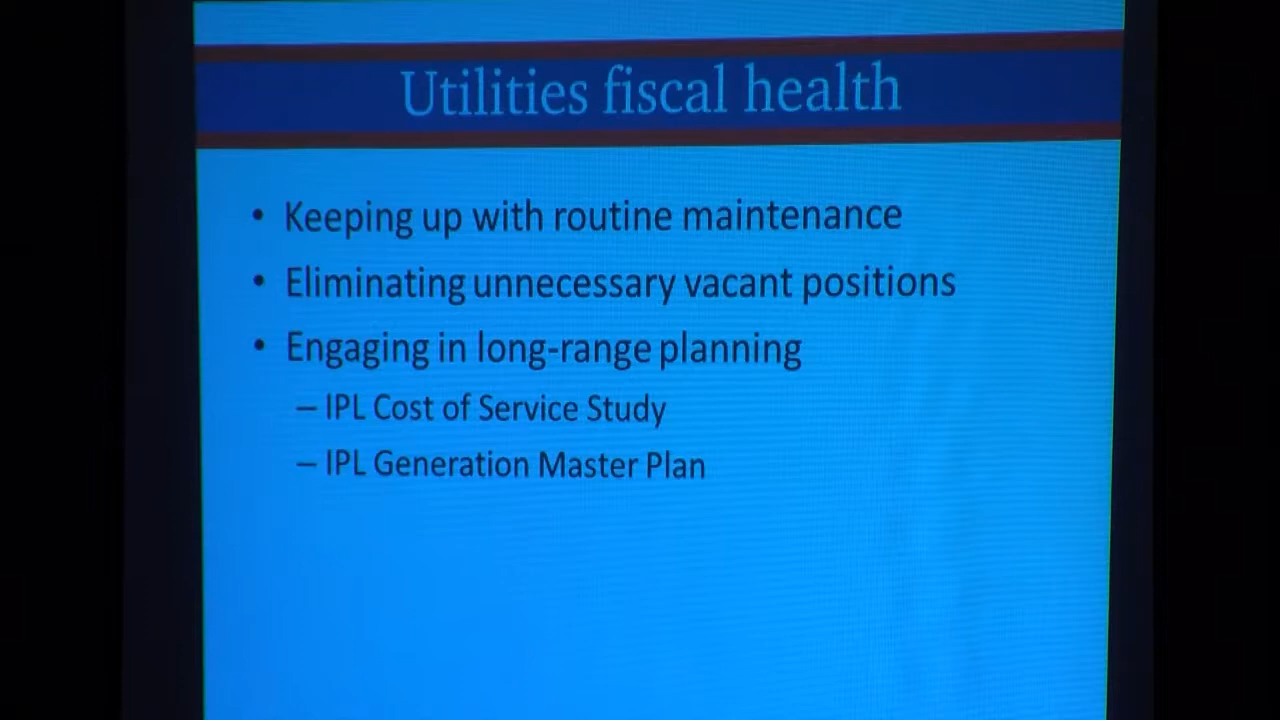 Utilities fiscal health
• Keeping up with routine maintenance
• Eliminating unnecessary vacant positions
• Engaging in long-range planning
– IPL Cost of Service Study
– IPL Generation Master Plan